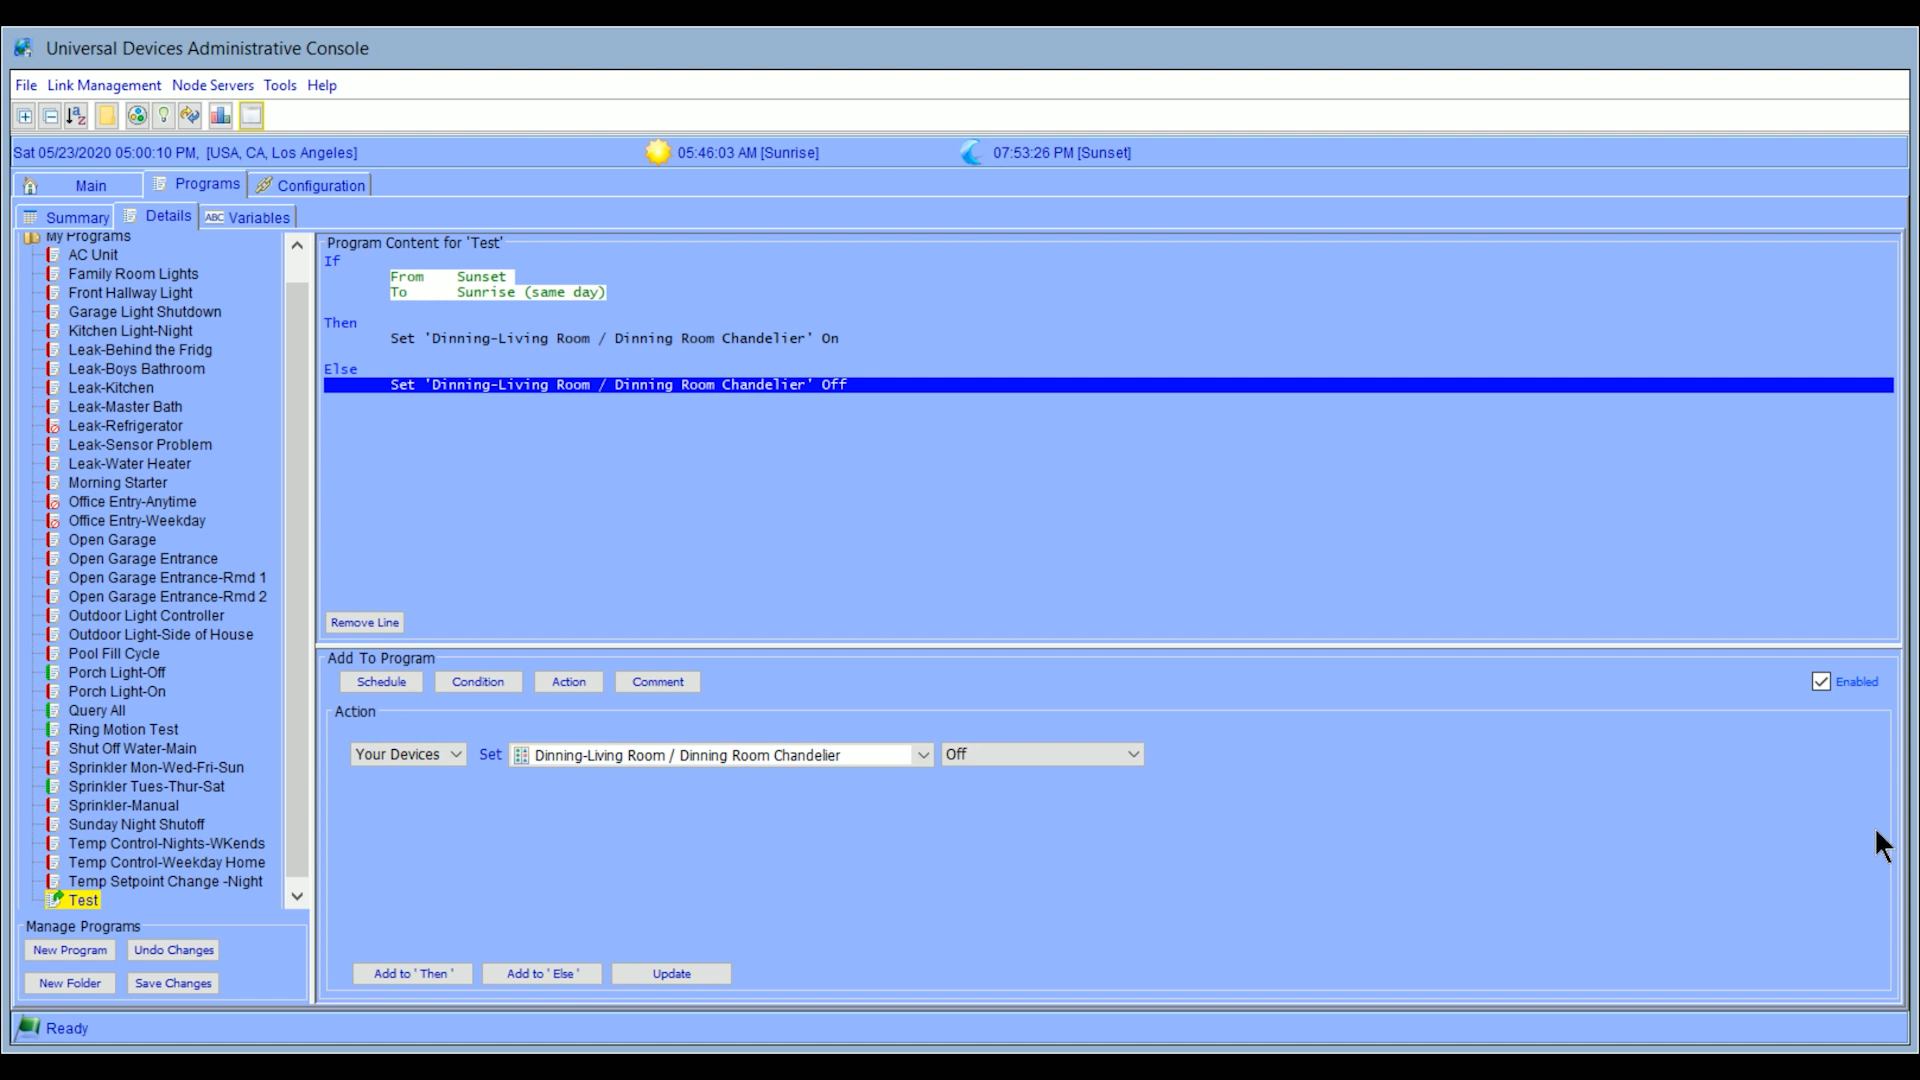 Universal Devices Administrative Console
File Link Management Node Servers Tools Help
Sat 05/23/2020 05:00:10 PM, [USA, CA, Los Angeles] 05:46:03 AM [Sunrise] 07:53:26 PM [Sunset]
Main Programs Configuration
Summary Details ABC Variables
My Programs
AC Unit
Family Room Lights
Front Hallway Light
Garage Light Shutdown
Kitchen Light-Night
Leak-Behind the Fridg
Leak-Boys Bathroom
Leak-Kitchen
Leak-Master Bath
Leak-Refrigerator
Leak-Sensor Problem
Leak-Water Heater
Morning Starter
Office Entry-Anytime
Office Entry-Weekday
Open Garage
Open Garage Entrance
Open Garage Entrance-Rmd 1
Open Garage Entrance-Rmd 2
Outdoor Light Controller
Outdoor Light-Side of House
Pool Fill Cycle
Porch Light-Off
Porch Light-On
Query All
Ring Motion Test
Shut Off Water-Main
Sprinkler Mon-Wed-Fri-Sun
Sprinkler Tues-Thur-Sat
Sprinkler-Manual
Sunday Night Shutoff
Temp Control-Nights-WKends
Temp Control-Weekday Home
Temp Setpoint Change -Night
Test
Manage Programs
New Program Undo Changes
New Folder Save Changes
Program Content for 'Test'
If
From Sunset
To Sunrise (same day)
Then
Set 'Dinning-Living Room / Dinning Room Chandelier' On
Else
Set 'Dinning-Living Room / Dinning Room Chandelier' Off
Remove Line
Add To Program
Schedule Condition Action Comment Enabled
Action
Your Devices Set Dinning-Living Room / Dinning Room Chandelier Off
Add to ' Then ' Add to ' Else ' Update
Ready